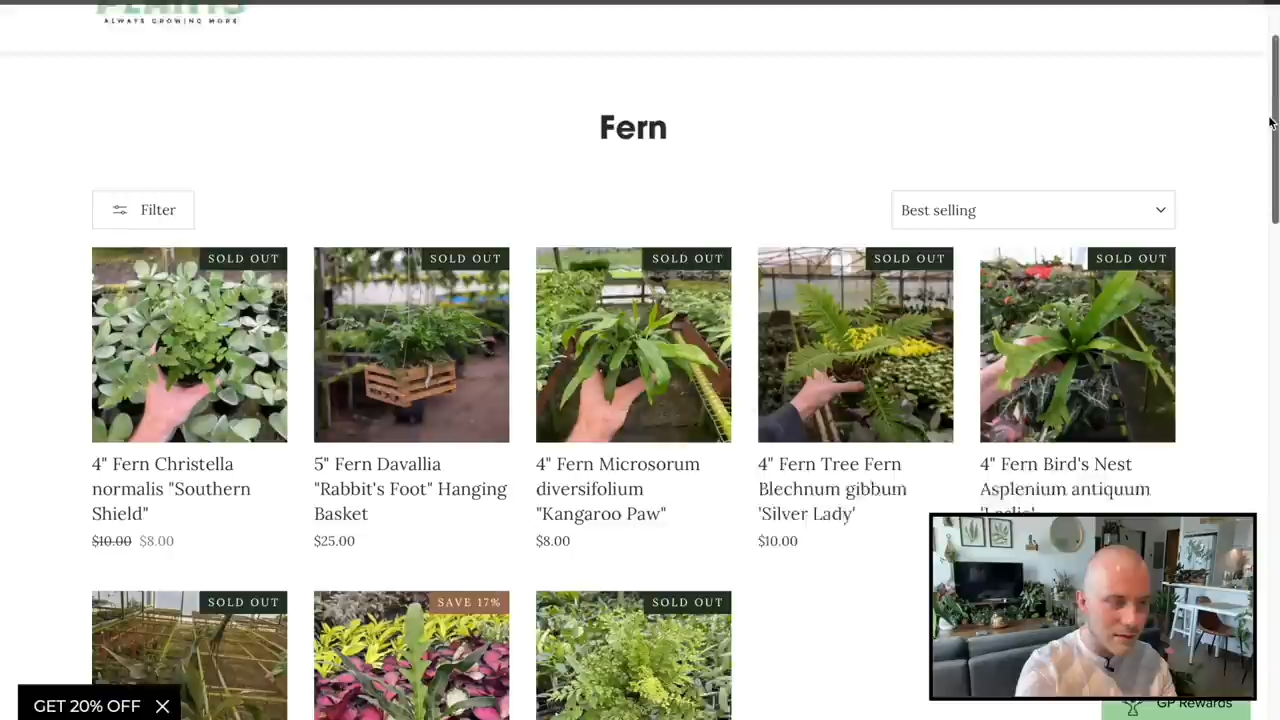 PLANTS
ALWAYS GROWING MORE
Fern
Filter
Best selling
SOLD OUT
SOLD OUT
SOLD OUT
SOLD OUT
SOLD OUT
4" Fern Christella
normalis "Southern
Shield"
$10.00 $8.00
5" Fern Davallia
"Rabbit's Foot" Hanging
Basket
$25.00
4" Fern Microsorum
diversifolium
"Kangaroo Paw"
$8.00
4" Fern Tree Fern
Blechnum gibbum
'Silver Lady'
$10.00
4" Fern Bird's Nest
Asplenium antiquum
'Leslie'
SOLD OUT
SAVE 17%
SOLD OUT
GET 20% OFF
GP Rewards